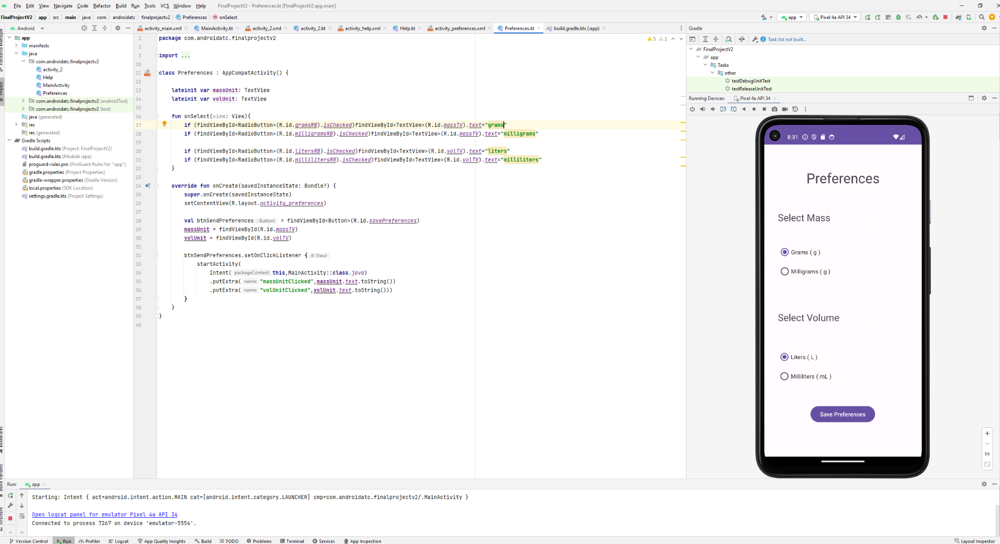 File Edit View Navigate Code Refactor Build Run Tools VCS Window Help FinalProjectV2 - Preferences.kt [FinalProjectV2.app.main]
FinalProjectV2 app src main java com androidatc finalprojectv2 Preferences onSelect app Pixel 4a API 34
Android
activity_main.xml MainActivity.kt activity_2.xml activity_2.kt activity_help.xml Help.kt activity_preferences.xml Preferences.kt build.gradle.kts (:app)
Resource Manager
Project
Bookmarks
Build Variants
Structure
app
manifests
java
com.androidatc.finalprojectv2
activity_2
Help
MainActivity
Preferences
com.androidatc.finalprojectv2 (androidTest)
com.androidatc.finalprojectv2 (test)
java (generated)
res
res (generated)
Gradle Scripts
build.gradle.kts (Project: FinalProjectV2)
build.gradle.kts (Module :app)
proguard-rules.pro (ProGuard Rules for ":app")
gradle.properties (Project Properties)
gradle-wrapper.properties (Gradle Version)
local.properties (SDK Location)
settings.gradle.kts (Project Settings)
5 2
1 package com.androidatc.finalprojectv2
2
3 import ...
10
11 class Preferences : AppCompatActivity() {
12
13 lateinit var massUnit: TextView
14 lateinit var volUnit: TextView
15
16 fun onSelect(view: View){
17 if (findViewById<RadioButton>(R.id.gramsRB).isChecked)findViewById<TextView>(R.id.massTV).text="grams"
18 if (findViewById<RadioButton>(R.id.milligramsRB).isChecked)findViewById<TextView>(R.id.massTV).text="milligrams"
19
20 if (findViewById<RadioButton>(R.id.litersRB).isChecked)findViewById<TextView>(R.id.volTV).text="liters"
21 if (findViewById<RadioButton>(R.id.millilitersRB).isChecked)findViewById<TextView>(R.id.volTV).text="milliliters"
22 }
23
24 override fun onCreate(savedInstanceState: Bundle?) {
25 super.onCreate(savedInstanceState)
26 setContentView(R.layout.activity_preferences)
27
28 val btnSendPreferences : Button! = findViewById<Button>(R.id.savePreferences)
29 massUnit = findViewById(R.id.massTV)
30 volUnit = findViewById(R.id.volTV)
31
32 btnSendPreferences.setOnClickListener { it: View!
33 startActivity(
34 Intent( packageContext: this,MainActivity::class.java)
35 .putExtra( name: "massUnitClicked",massUnit.text.toString())
36 .putExtra( name: "volUnitClicked",volUnit.text.toString()))
37 }
38 }
39 }
40
Gradle
Task list not built...
FinalProjectV2
app
Tasks
other
testDebugUnitTest
testReleaseUnitTest
Running Devices: Pixel 4a API 34
8:31
Preferences
Select Mass
Grams ( g )
Milligrams ( g )
Select Volume
Liters ( L )
Milliliters ( mL )
Save Preferences
+
−
1:1
Run: app
Starting: Intent { act=android.intent.action.MAIN cat=[android.intent.category.LAUNCHER] cmp=com.androidatc.finalprojectv2/.MainActivity }
Open logcat panel for emulator Pixel 4a API 34
Connected to process 7267 on device 'emulator-5554'.
Version Control Run Profiler Logcat App Quality Insights Build TODO Problems Terminal Services App Inspection Layout Inspector